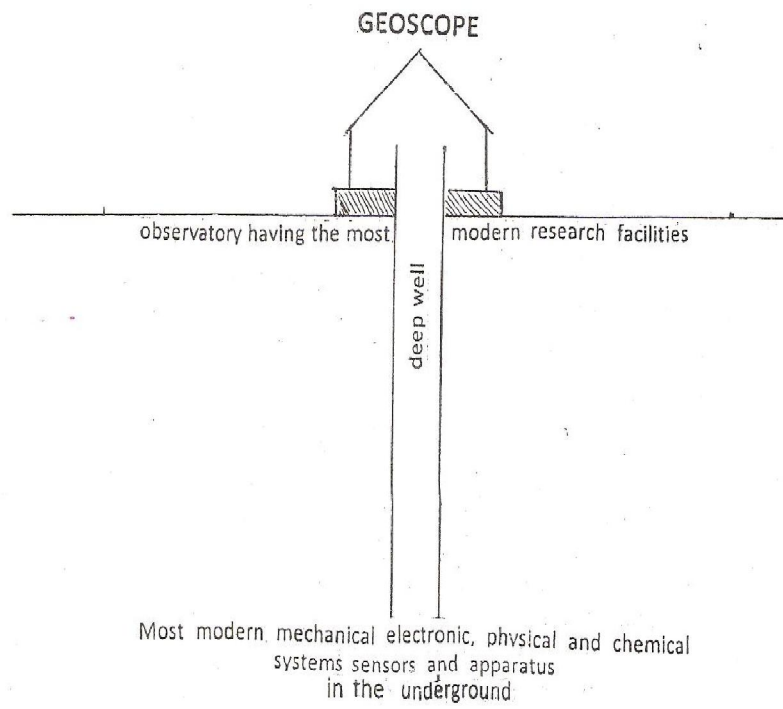 GEOSCOPE
observatory having the most modern research facilities
deep well
Most modern mechanical electronic, physical and chemical
systems sensors and apparatus
in the underground